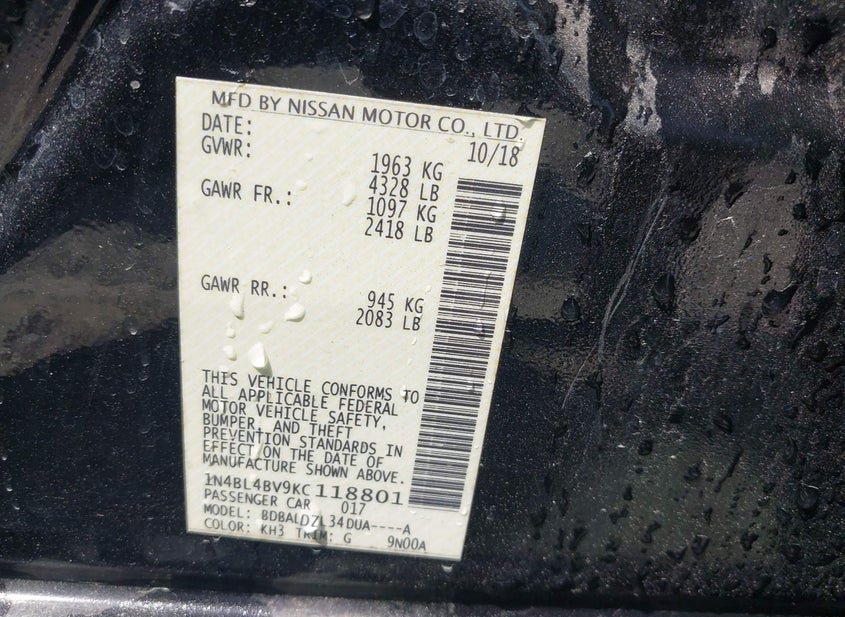 MFD BY NISSAN MOTOR CO., LTD.
DATE: 10/18
GVWR: 1963 KG
4328 LB
GAWR FR.: 1097 KG
2418 LB
GAWR RR.: 945 KG
2083 LB
THIS VEHICLE CONFORMS TO
ALL APPLICABLE FEDERAL
MOTOR VEHICLE SAFETY,
BUMPER, AND THEFT
PREVENTION STANDARDS IN
EFFECT ON THE DATE OF
MANUFACTURE SHOWN ABOVE.
1N4BL4BV9KC118801
PASSENGER CAR 017
MODEL: BDBALDZL34DUA----A
COLOR: KH3 TRIM: G 9N00A